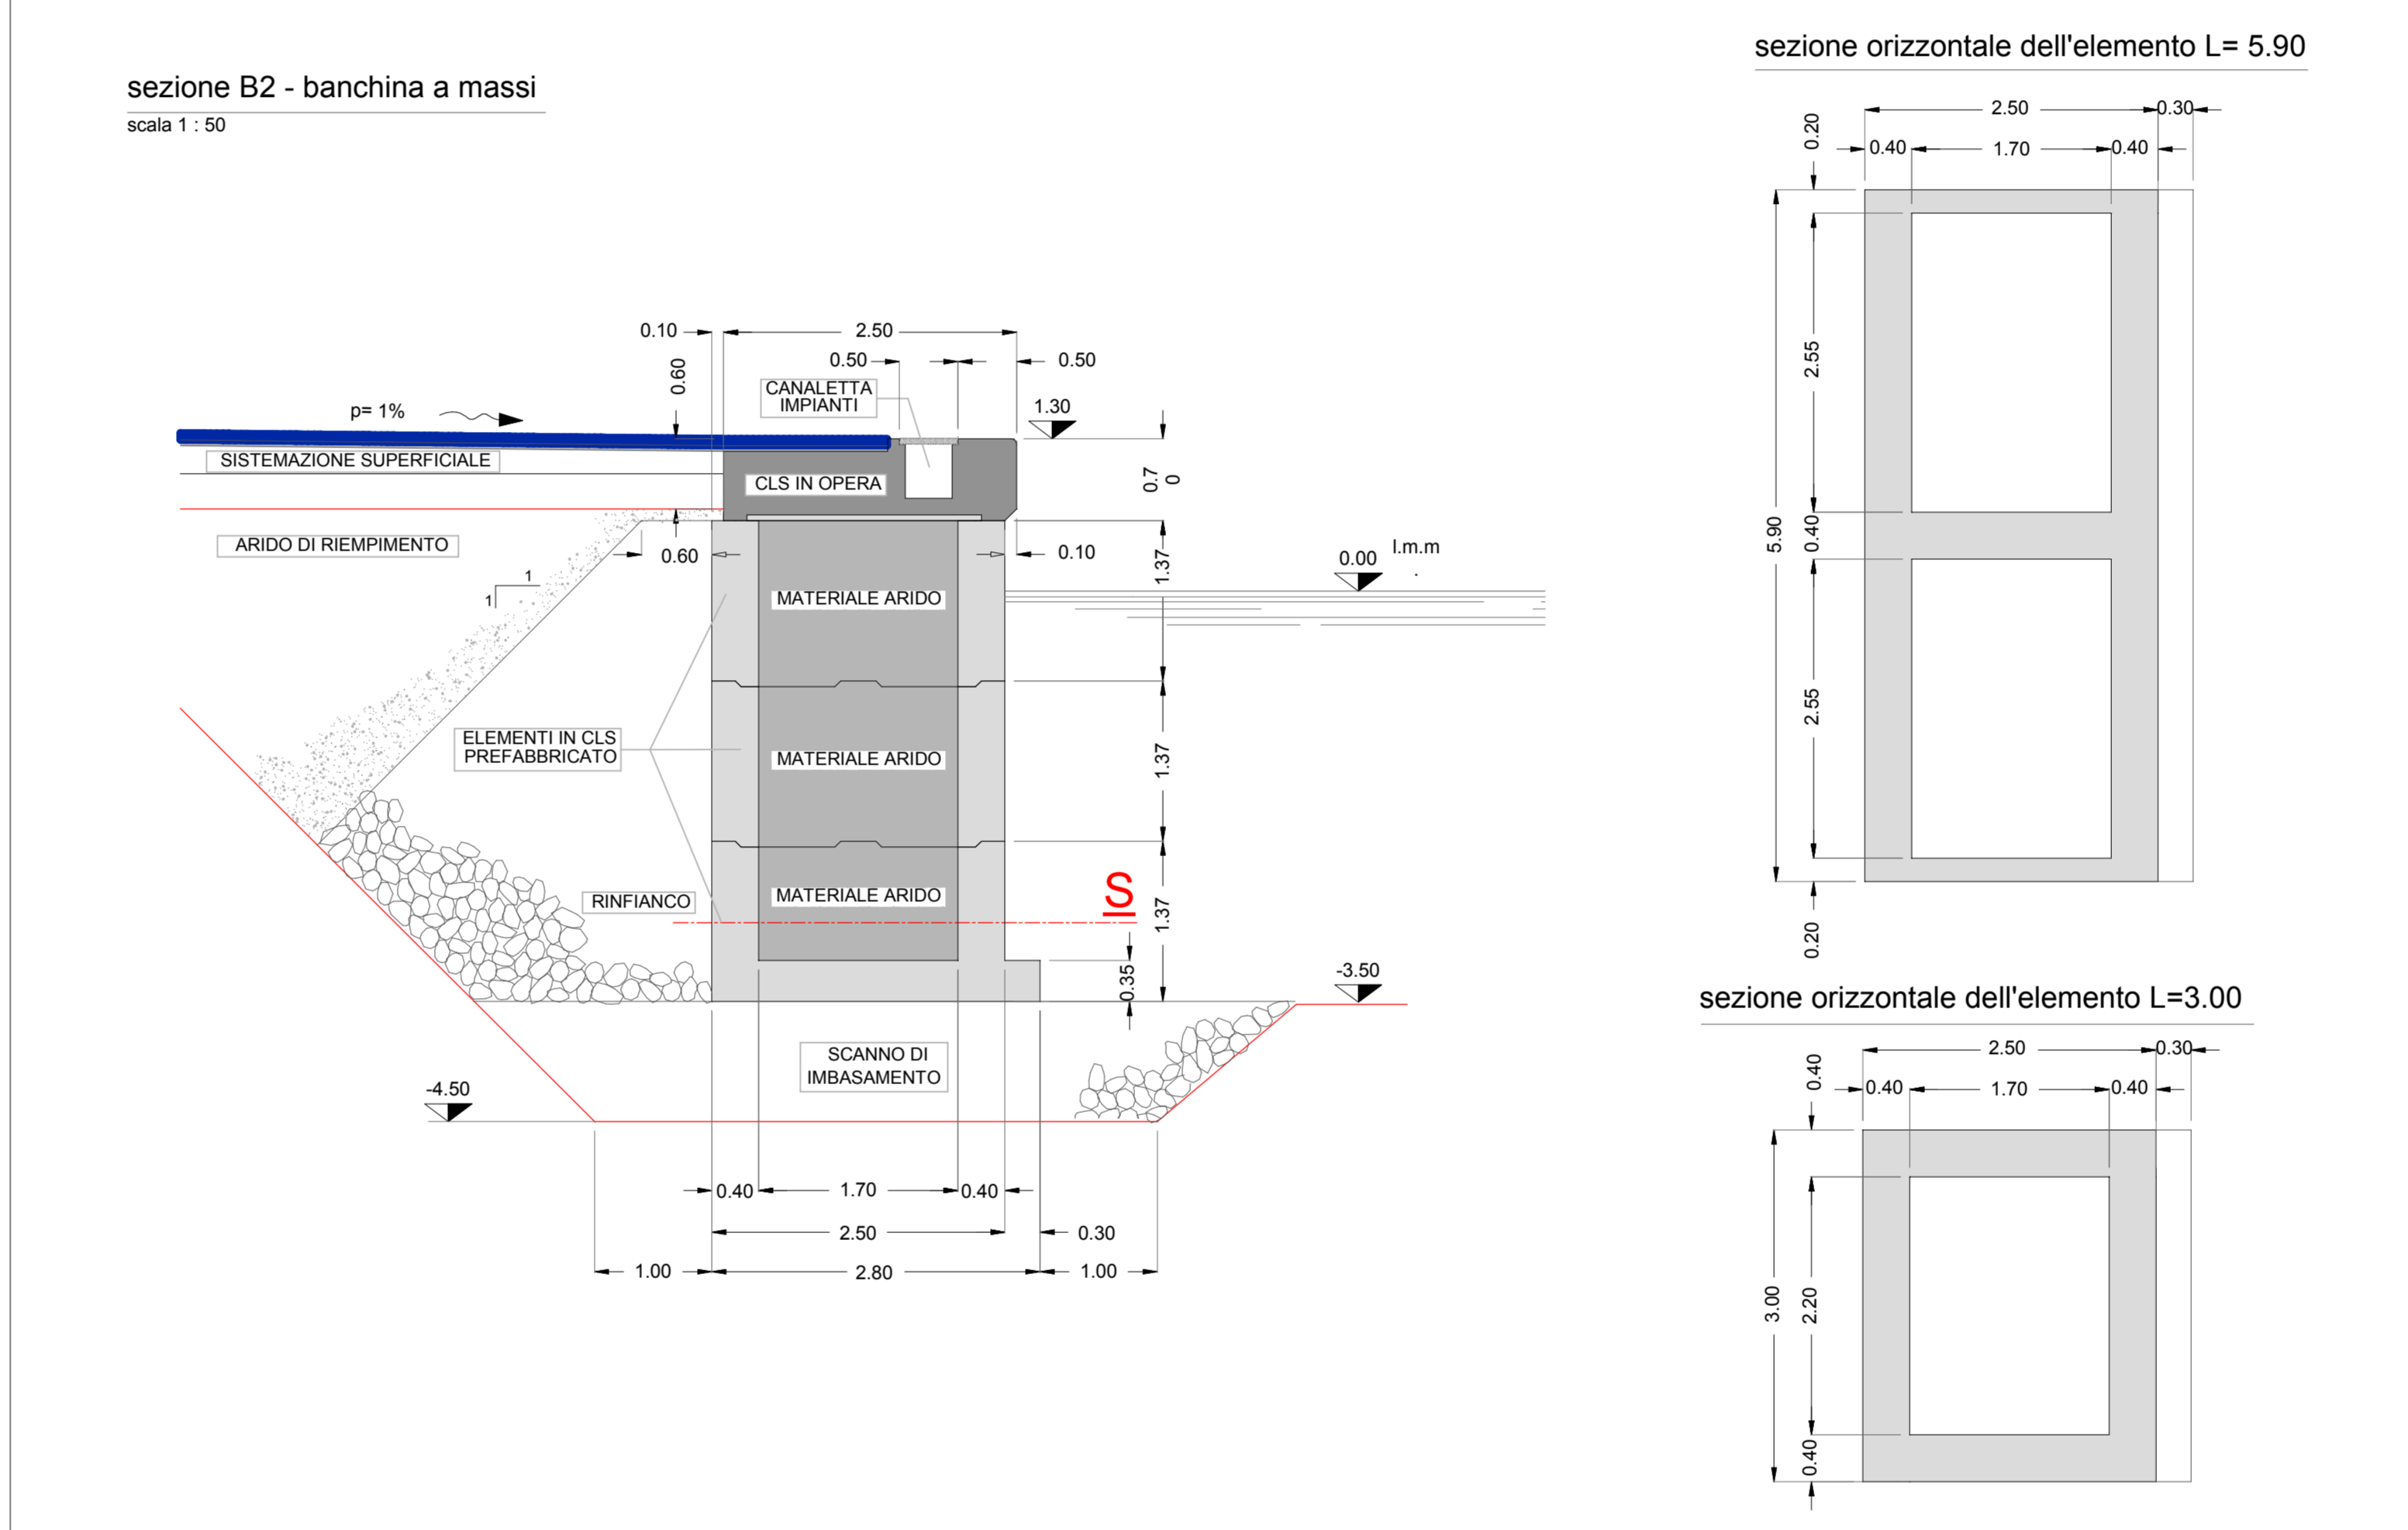 sezione B2 - banchina a massi
scala 1 : 50
0.10
2.50
0.50
0.50
0.60
CANALETTA
IMPIANTI
p= 1%
1.30
SISTEMAZIONE SUPERFICIALE
CLS IN OPERA
0.7
0
ARIDO DI RIEMPIMENTO
0.60
0.10
1.37
0.00
l.m.m
.
1
1
MATERIALE ARIDO
ELEMENTI IN CLS
PREFABBRICATO
MATERIALE ARIDO
1.37
RINFIANCO
MATERIALE ARIDO
S
1.37
0.35
-3.50
SCANNO DI
IMBASAMENTO
-4.50
0.40
1.70
0.40
2.50
0.30
1.00
2.80
1.00
sezione orizzontale dell'elemento L= 5.90
2.50
0.30
0.20
0.40
1.70
0.40
2.55
5.90
0.40
2.55
0.20
sezione orizzontale dell'elemento L=3.00
2.50
0.30
0.40
0.40
1.70
0.40
3.00
2.20
0.40